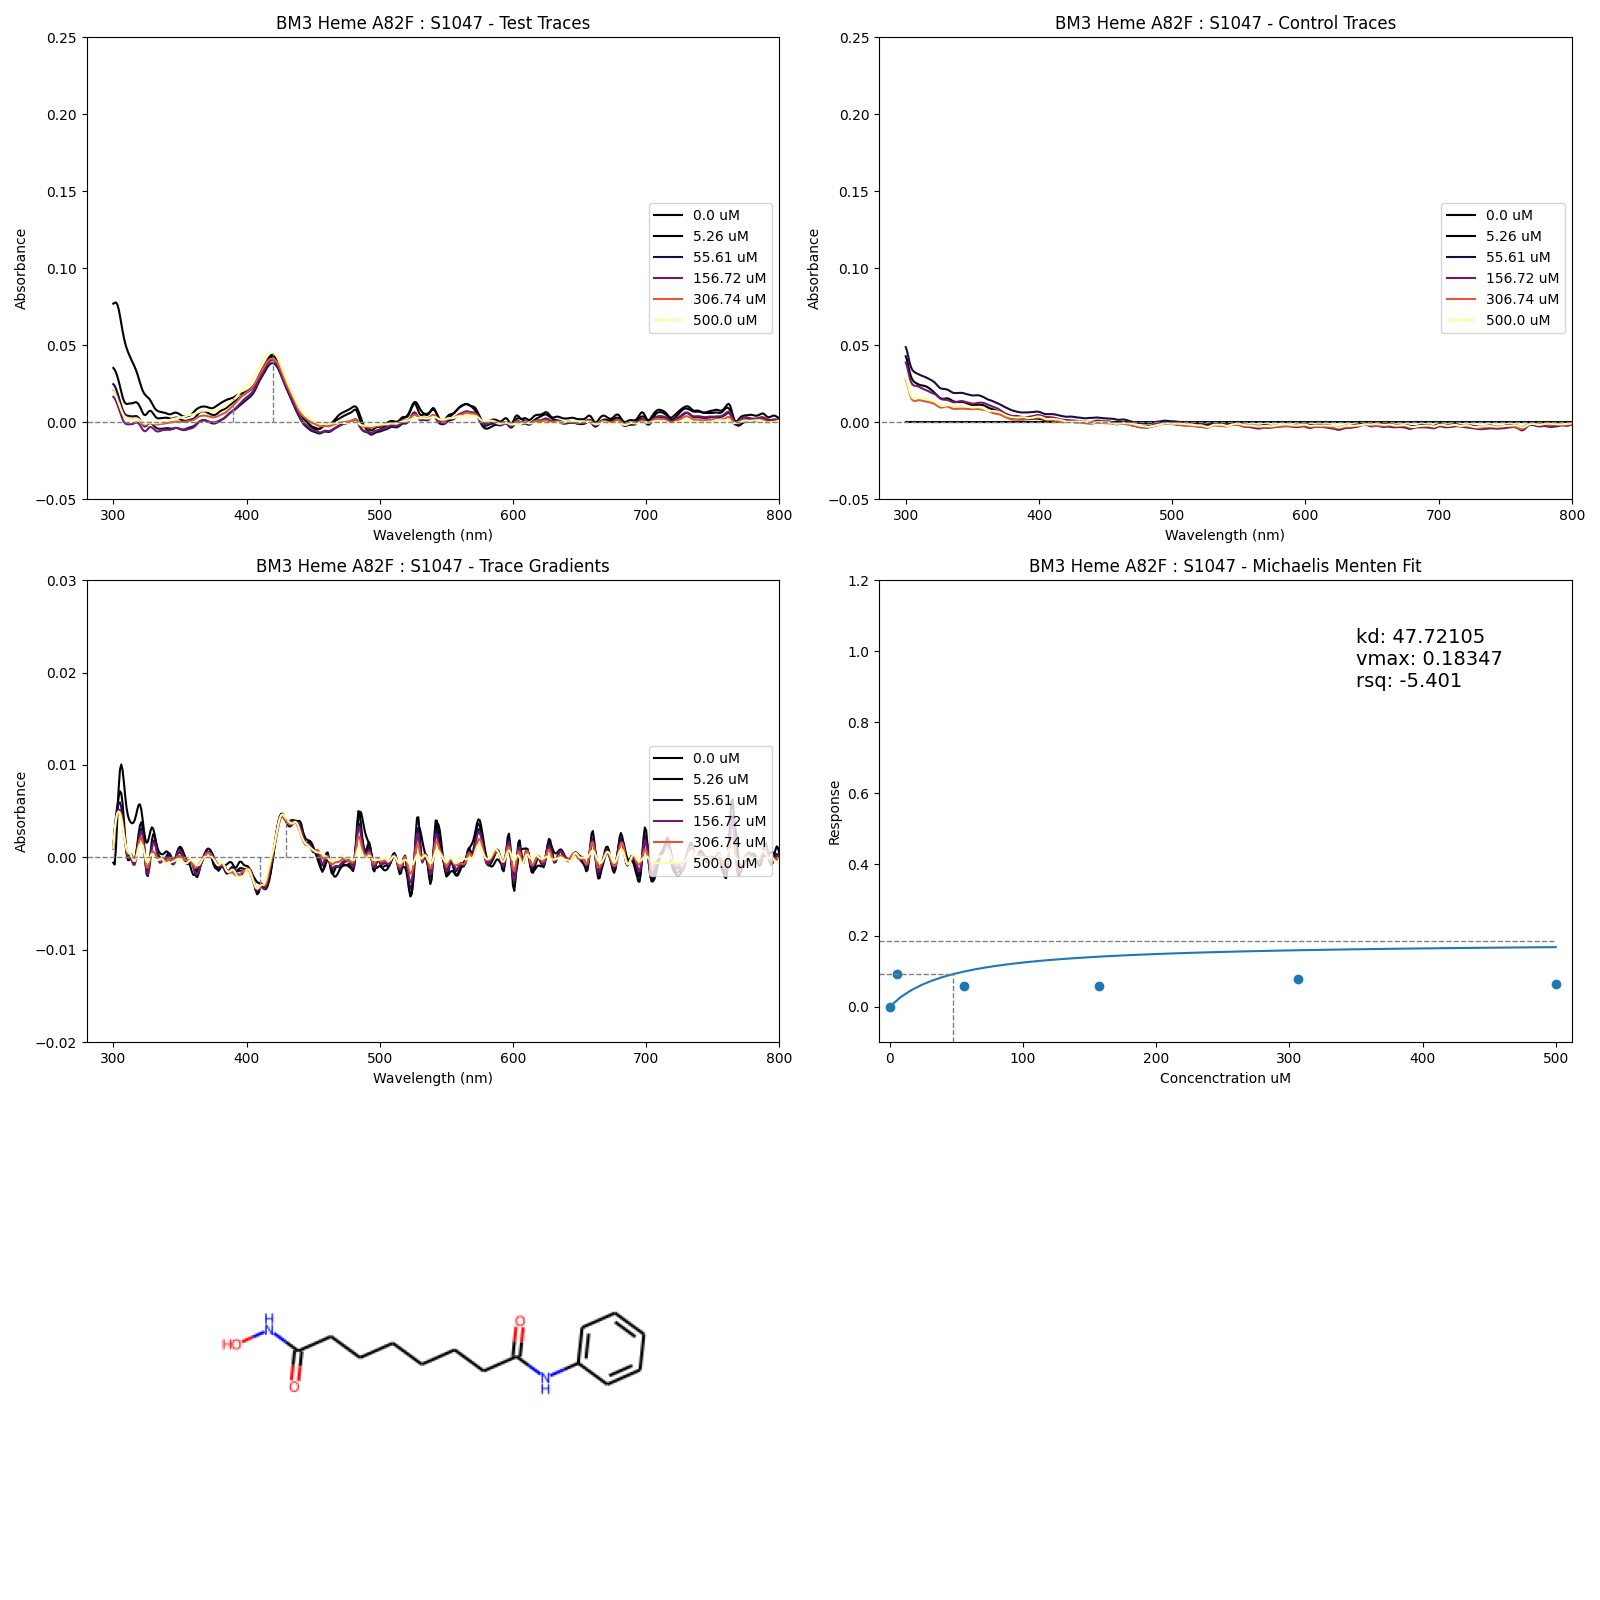 BM3 Heme A82F : S1047 - Test Traces
0.25
0.20
0.15
0.10
0.05
0.00
−0.05
Absorbance
300 400 500 600 700 800
Wavelength (nm)
0.0 uM
5.26 uM
55.61 uM
156.72 uM
306.74 uM
500.0 uM
BM3 Heme A82F : S1047 - Control Traces
0.25
0.20
0.15
0.10
0.05
0.00
−0.05
Absorbance
300 400 500 600 700 800
Wavelength (nm)
0.0 uM
5.26 uM
55.61 uM
156.72 uM
306.74 uM
500.0 uM
BM3 Heme A82F : S1047 - Trace Gradients
0.03
0.02
0.01
0.00
−0.01
−0.02
Absorbance
300 400 500 600 700 800
Wavelength (nm)
0.0 uM
5.26 uM
55.61 uM
156.72 uM
306.74 uM
500.0 uM
BM3 Heme A82F : S1047 - Michaelis Menten Fit
1.2
1.0
0.8
0.6
0.4
0.2
0.0
Response
0 100 200 300 400 500
Concenctration uM
kd: 47.72105
vmax: 0.18347
rsq: -5.401
H
N
HO
O
O
N
H